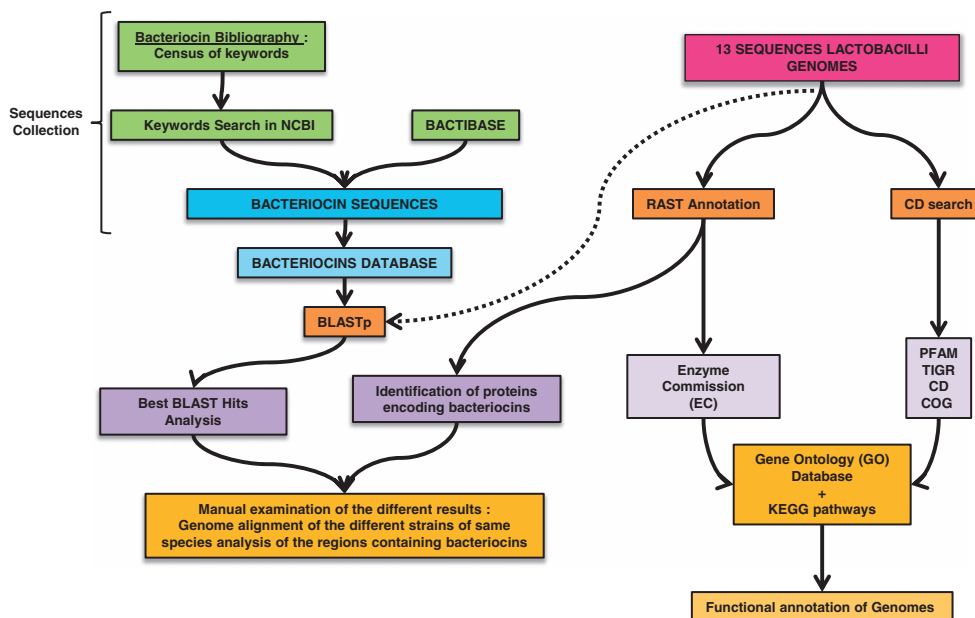 Bacteriocin Bibliography :
Census of keywords
13 SEQUENCES LACTOBACILLI
GENOMES
Sequences
Collection
Keywords Search in NCBI
BACTIBASE
BACTERIOCIN SEQUENCES
RAST Annotation
CD search
BACTERIOCINS DATABASE
BLASTp
Best BLAST Hits
Analysis
Identification of proteins
encoding bacteriocins
Enzyme
Commission
(EC)
PFAM
TIGR
CD
COG
Manual examination of the different results :
Genome alignment of the different strains of same
species analysis of the regions containing bacteriocins
Gene Ontology (GO)
Database
+
KEGG pathways
Functional annotation of Genomes